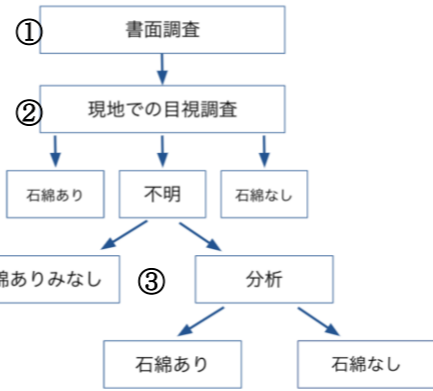 ① 書面調査
② 現地での目視調査
石綿あり 不明 石綿なし
綿ありみなし ③ 分析
石綿あり 石綿なし